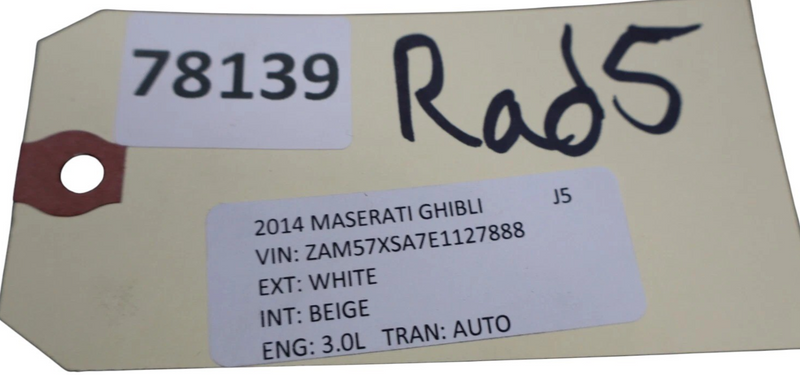 78139
Rad5
2014 MASERATI GHIBLI J5
VIN: ZAM57XSA7E1127888
EXT: WHITE
INT: BEIGE
ENG: 3.0L TRAN: AUTO